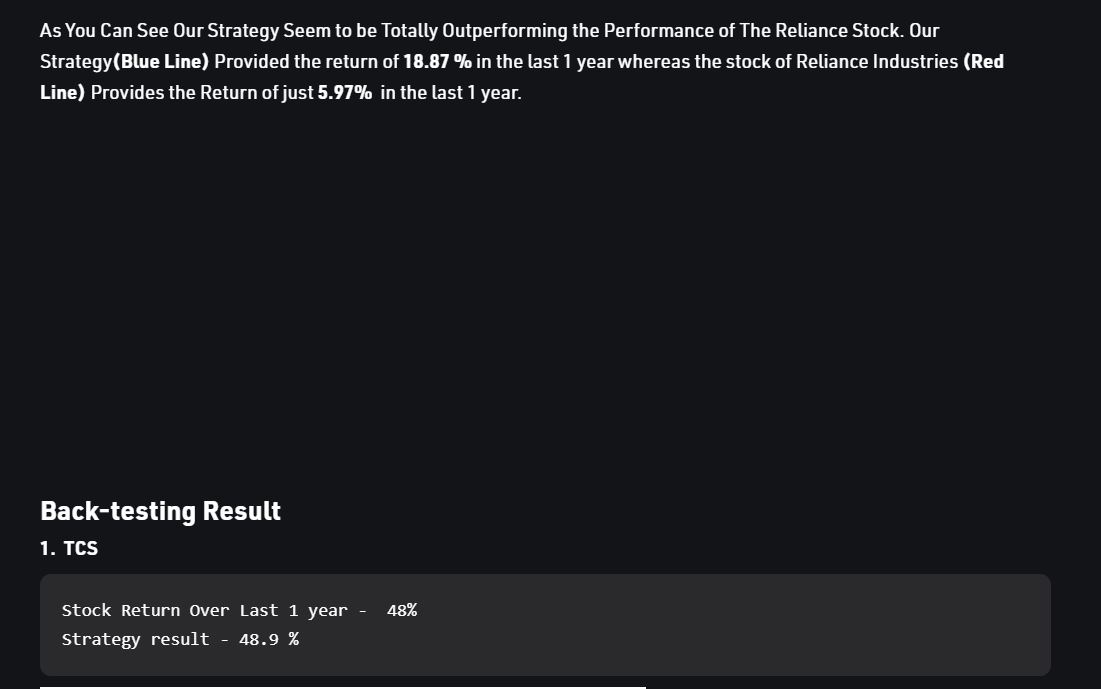 As You Can See Our Strategy Seem to be Totally Outperforming the Performance of The Reliance Stock. Our
Strategy(Blue Line) Provided the return of 18.87 % in the last 1 year whereas the stock of Reliance Industries (Red
Line) Provides the Return of just 5.97% in the last 1 year.
Back-testing Result
1. TCS
Stock Return Over Last 1 year - 48%
Strategy result - 48.9 %